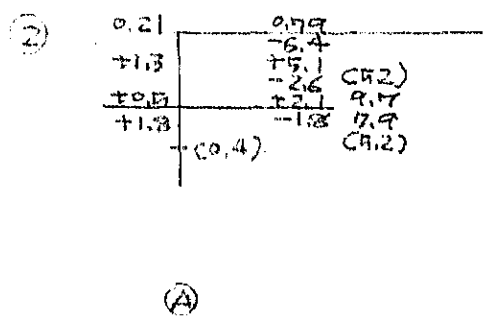 ② 0.21 0.79
-6.4
+1.3 +5.1
-2.6 (5.2)
+0.5 +2.1 9.7
+1.8 -1.8 7.9
(0.4) (5.2)
A